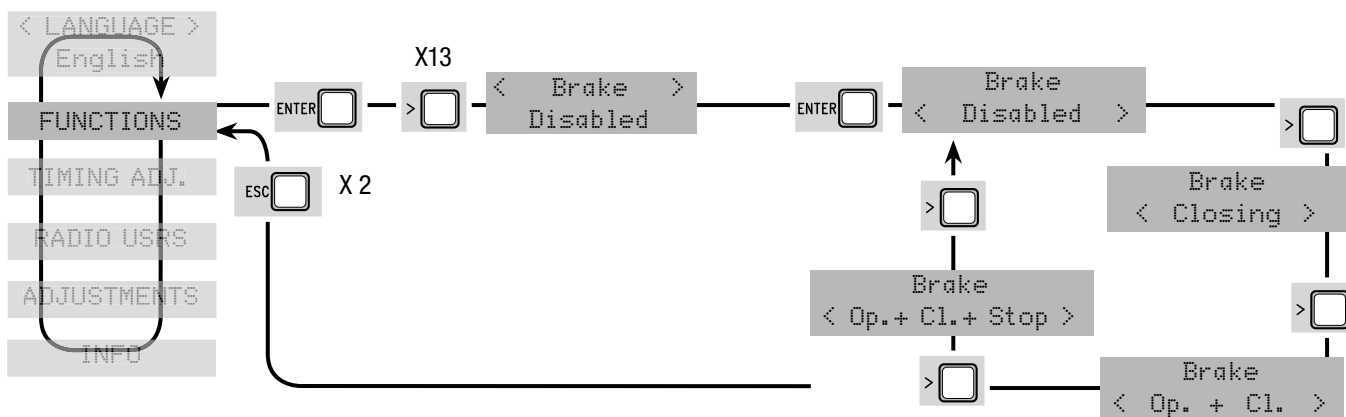 < LANGUAGE >
English
FUNCTIONS
TIMING ADJ.
RADIO USRS
ADJUSTMENTS
INFO
ENTER
X13
>
< Brake >
Disabled
ENTER
Brake
< Disabled >
>
Brake
< Closing >
>
Brake
< Op. + Cl. >
>
Brake
< Op.+ Cl.+ Stop >
>
ESC
X 2